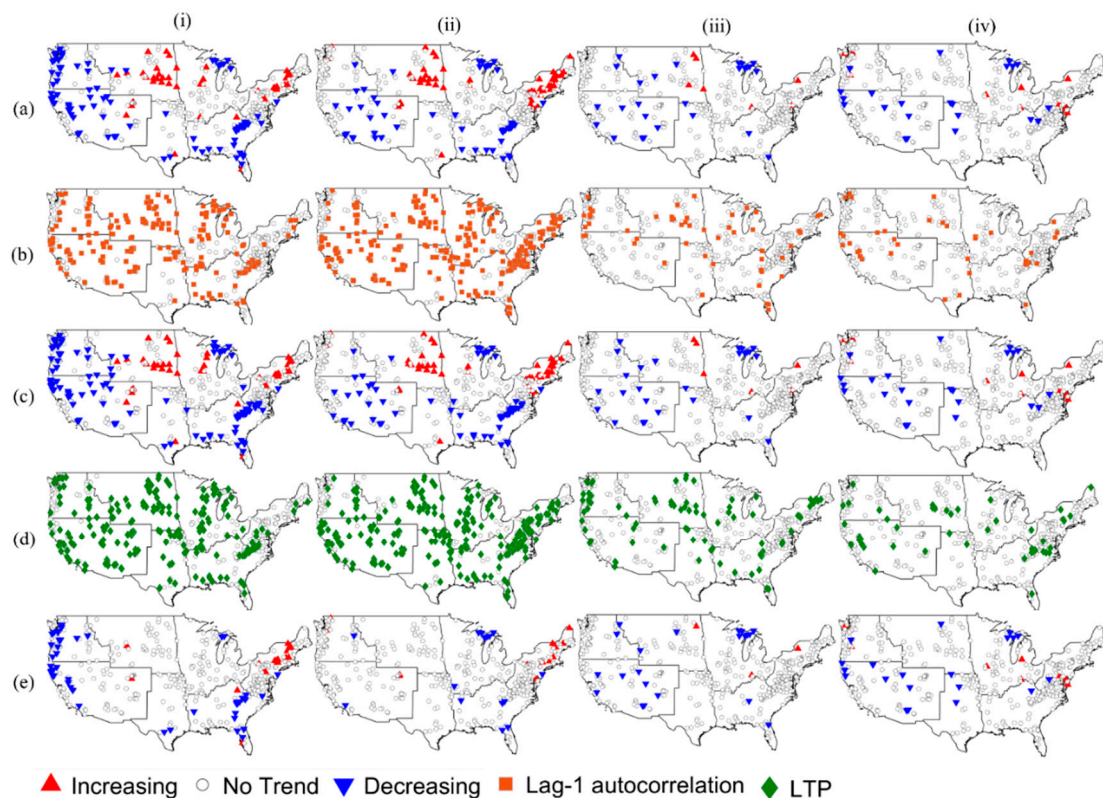 (i) (ii) (iii) (iv)
(a)
(b)
(c)
(d)
(e)
Increasing No Trend Decreasing Lag-1 autocorrelation LTP